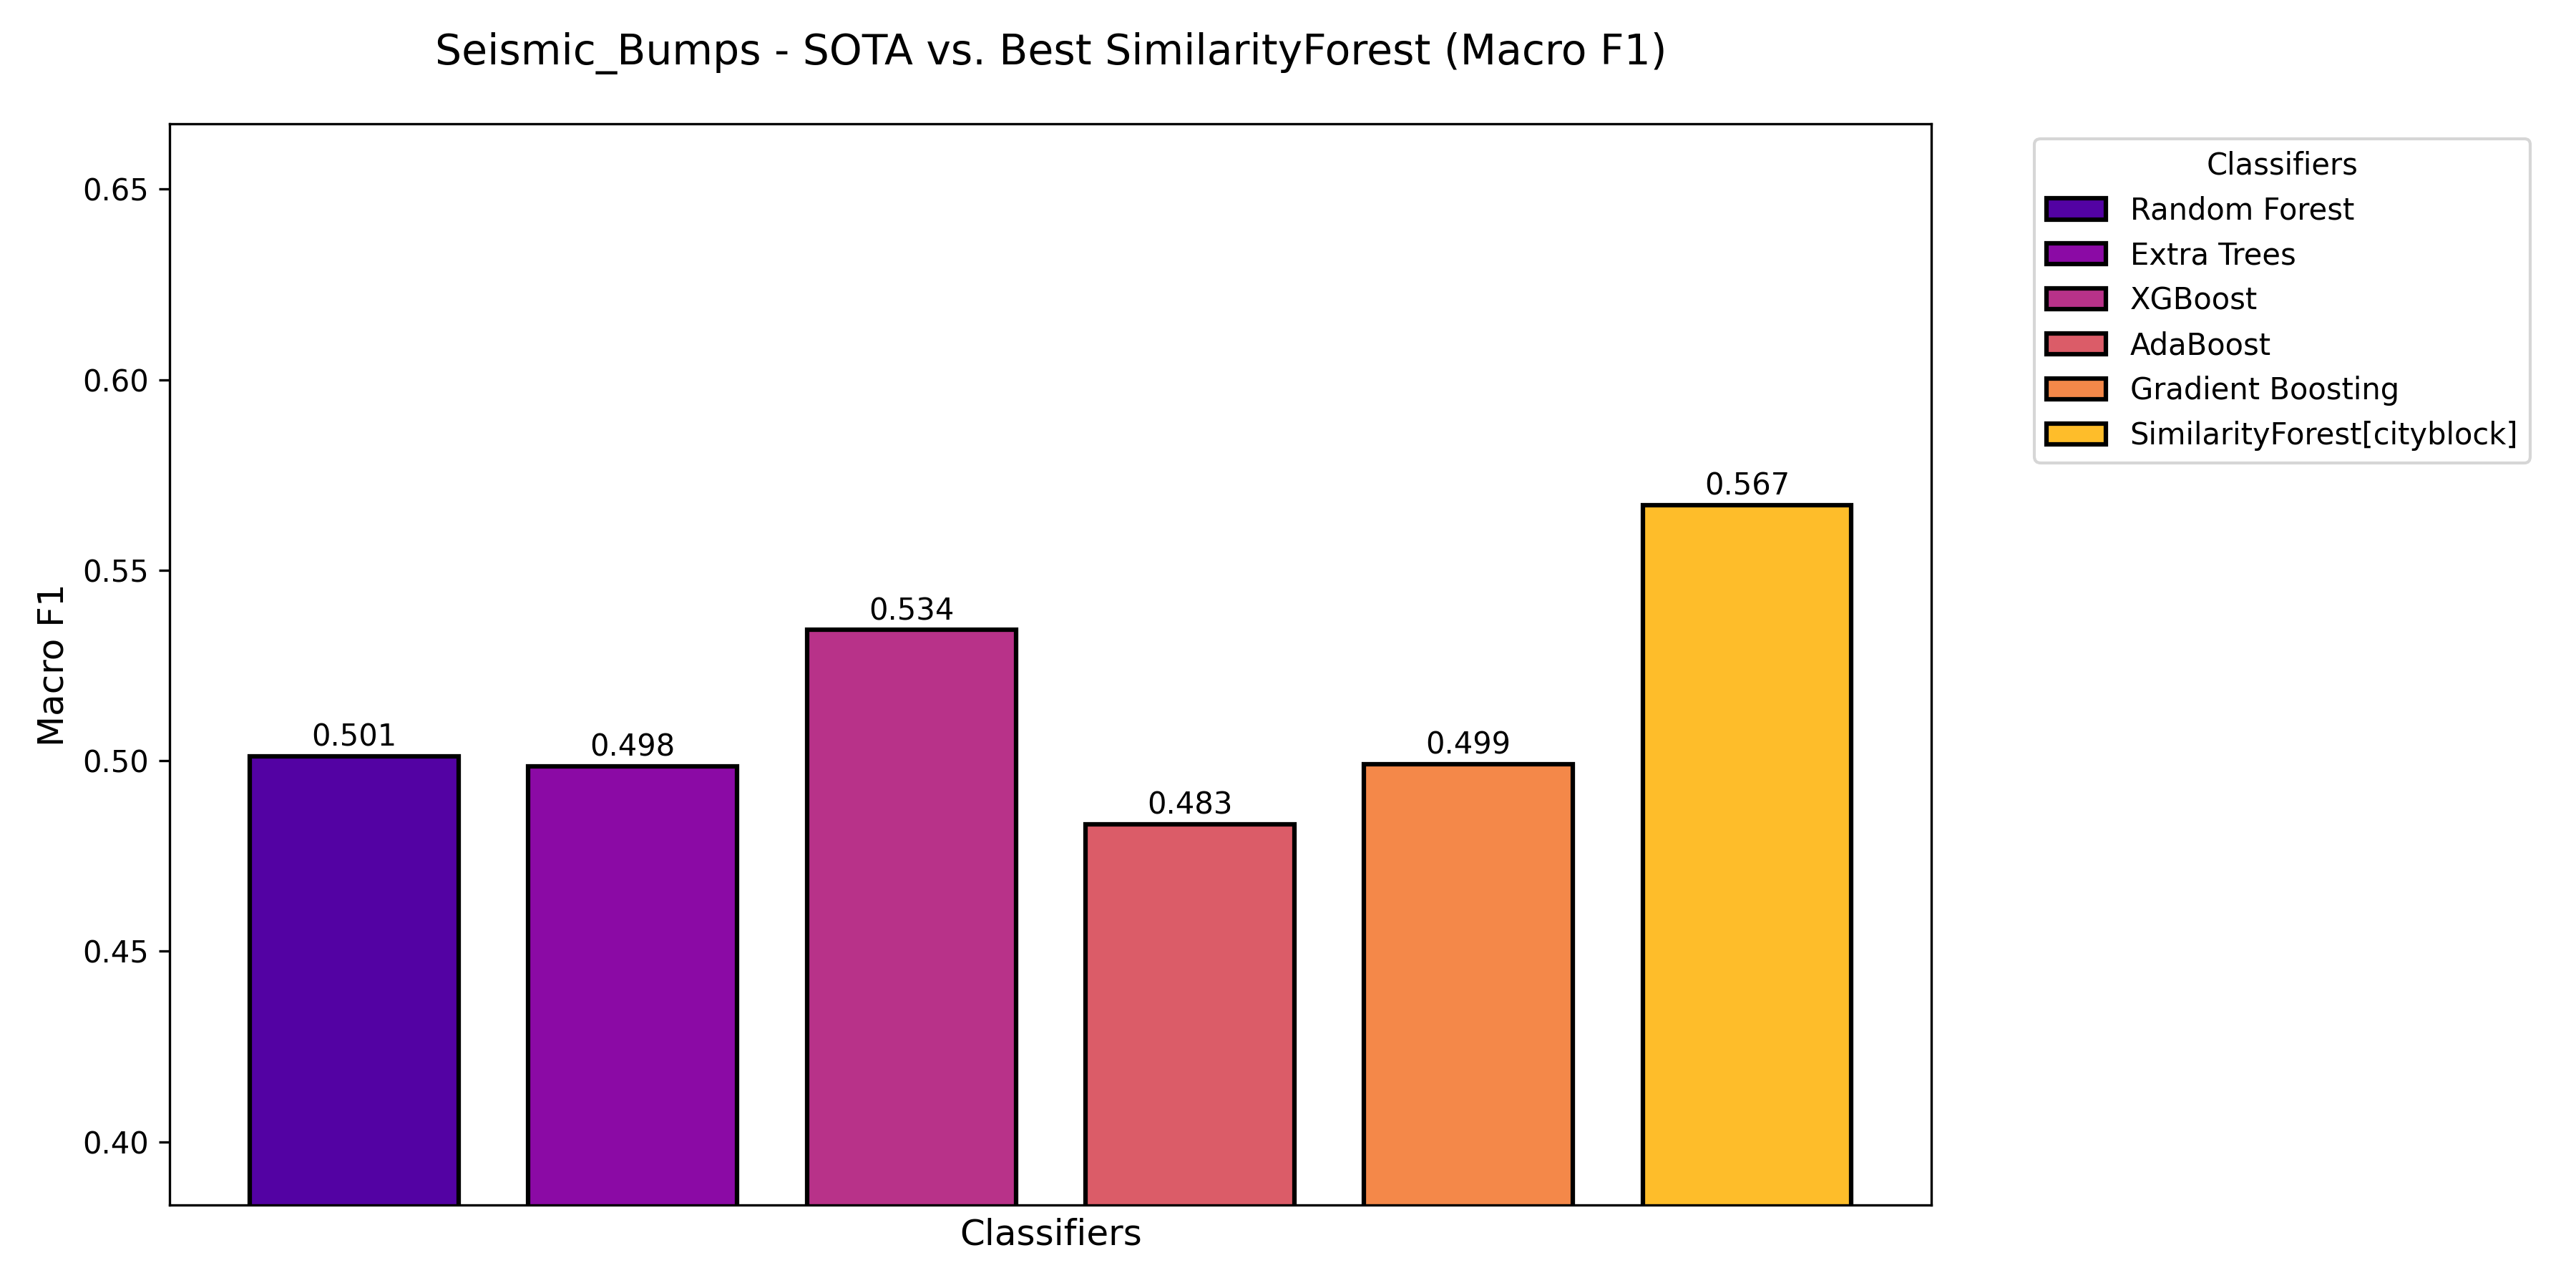 Seismic_Bumps - SOTA vs. Best SimilarityForest (Macro F1)
Macro F1
0.65
0.60
0.55
0.50
0.45
0.40
0.501
0.498
0.534
0.483
0.499
0.567
Classifiers
Classifiers
Random Forest
Extra Trees
XGBoost
AdaBoost
Gradient Boosting
SimilarityForest[cityblock]